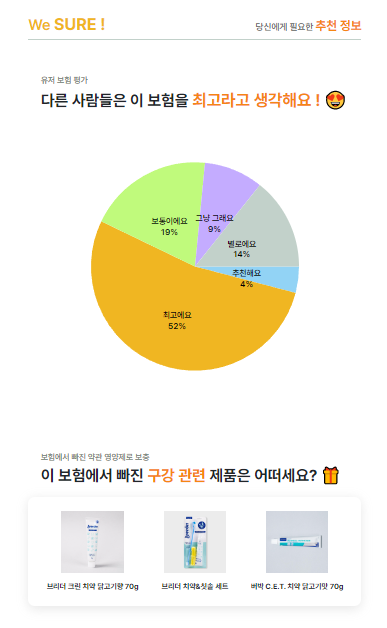 We SURE !
당신에게 필요한 추천 정보
유저 보험 평가
다른 사람들은 이 보험을 최고라고 생각해요 !
보통이에요
19%
그냥 그래요
9%
별로에요
14%
추천해요
4%
최고에요
52%
보험에서 빠진 약관 영양제로 보충
이 보험에서 빠진 구강 관련 제품은 어떠세요?
브리더 크린 치약 닭고기향 70g
브리더 치약&칫솔 세트
버박 C.E.T. 치약 닭고기맛 70g